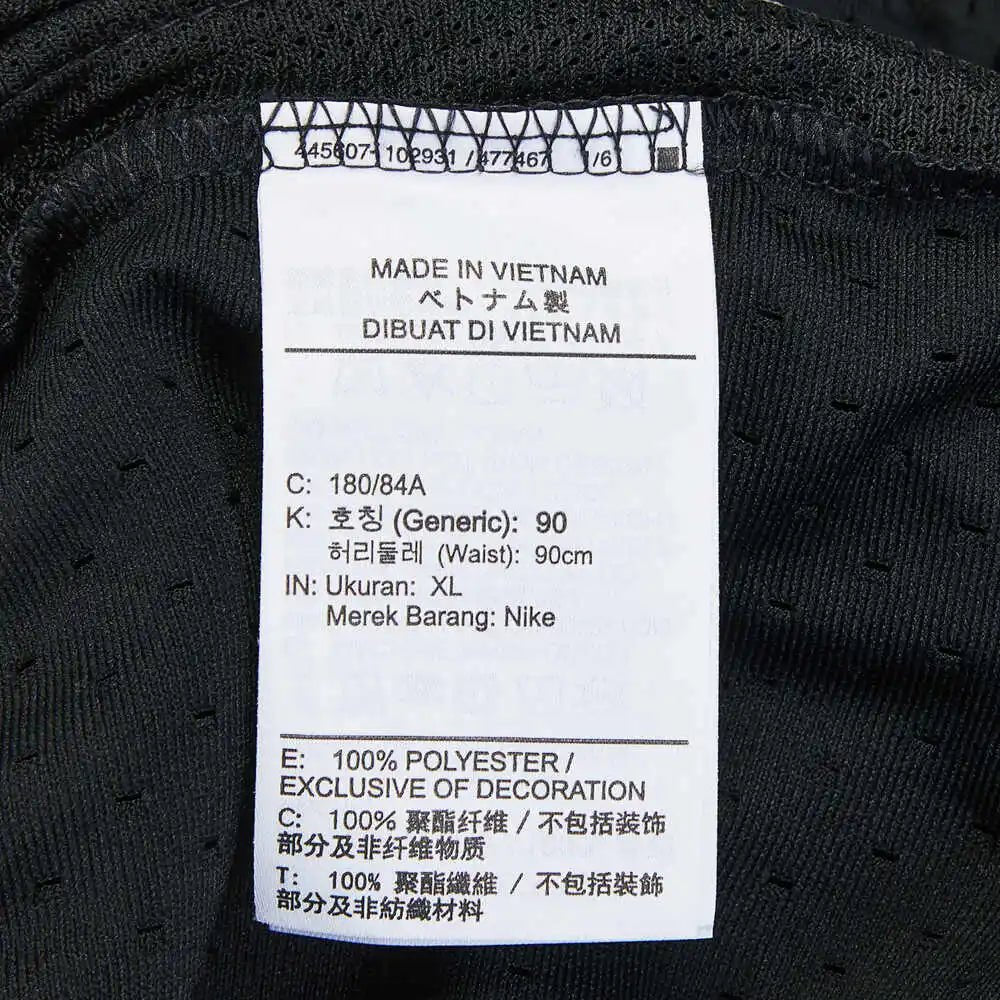 445607-102931 / 477467 1/6
MADE IN VIETNAM
ベトナム製
DIBUAT DI VIETNAM
C: 180/84A
K: 호칭 (Generic): 90
허리둘레 (Waist): 90cm
IN: Ukuran: XL
Merek Barang: Nike
E: 100% POLYESTER /
EXCLUSIVE OF DECORATION
C: 100% 聚酯纤维 / 不包括装饰
部分及非纤维物质
T: 100% 聚酯纖維 / 不包括裝飾
部分及非紡織材料